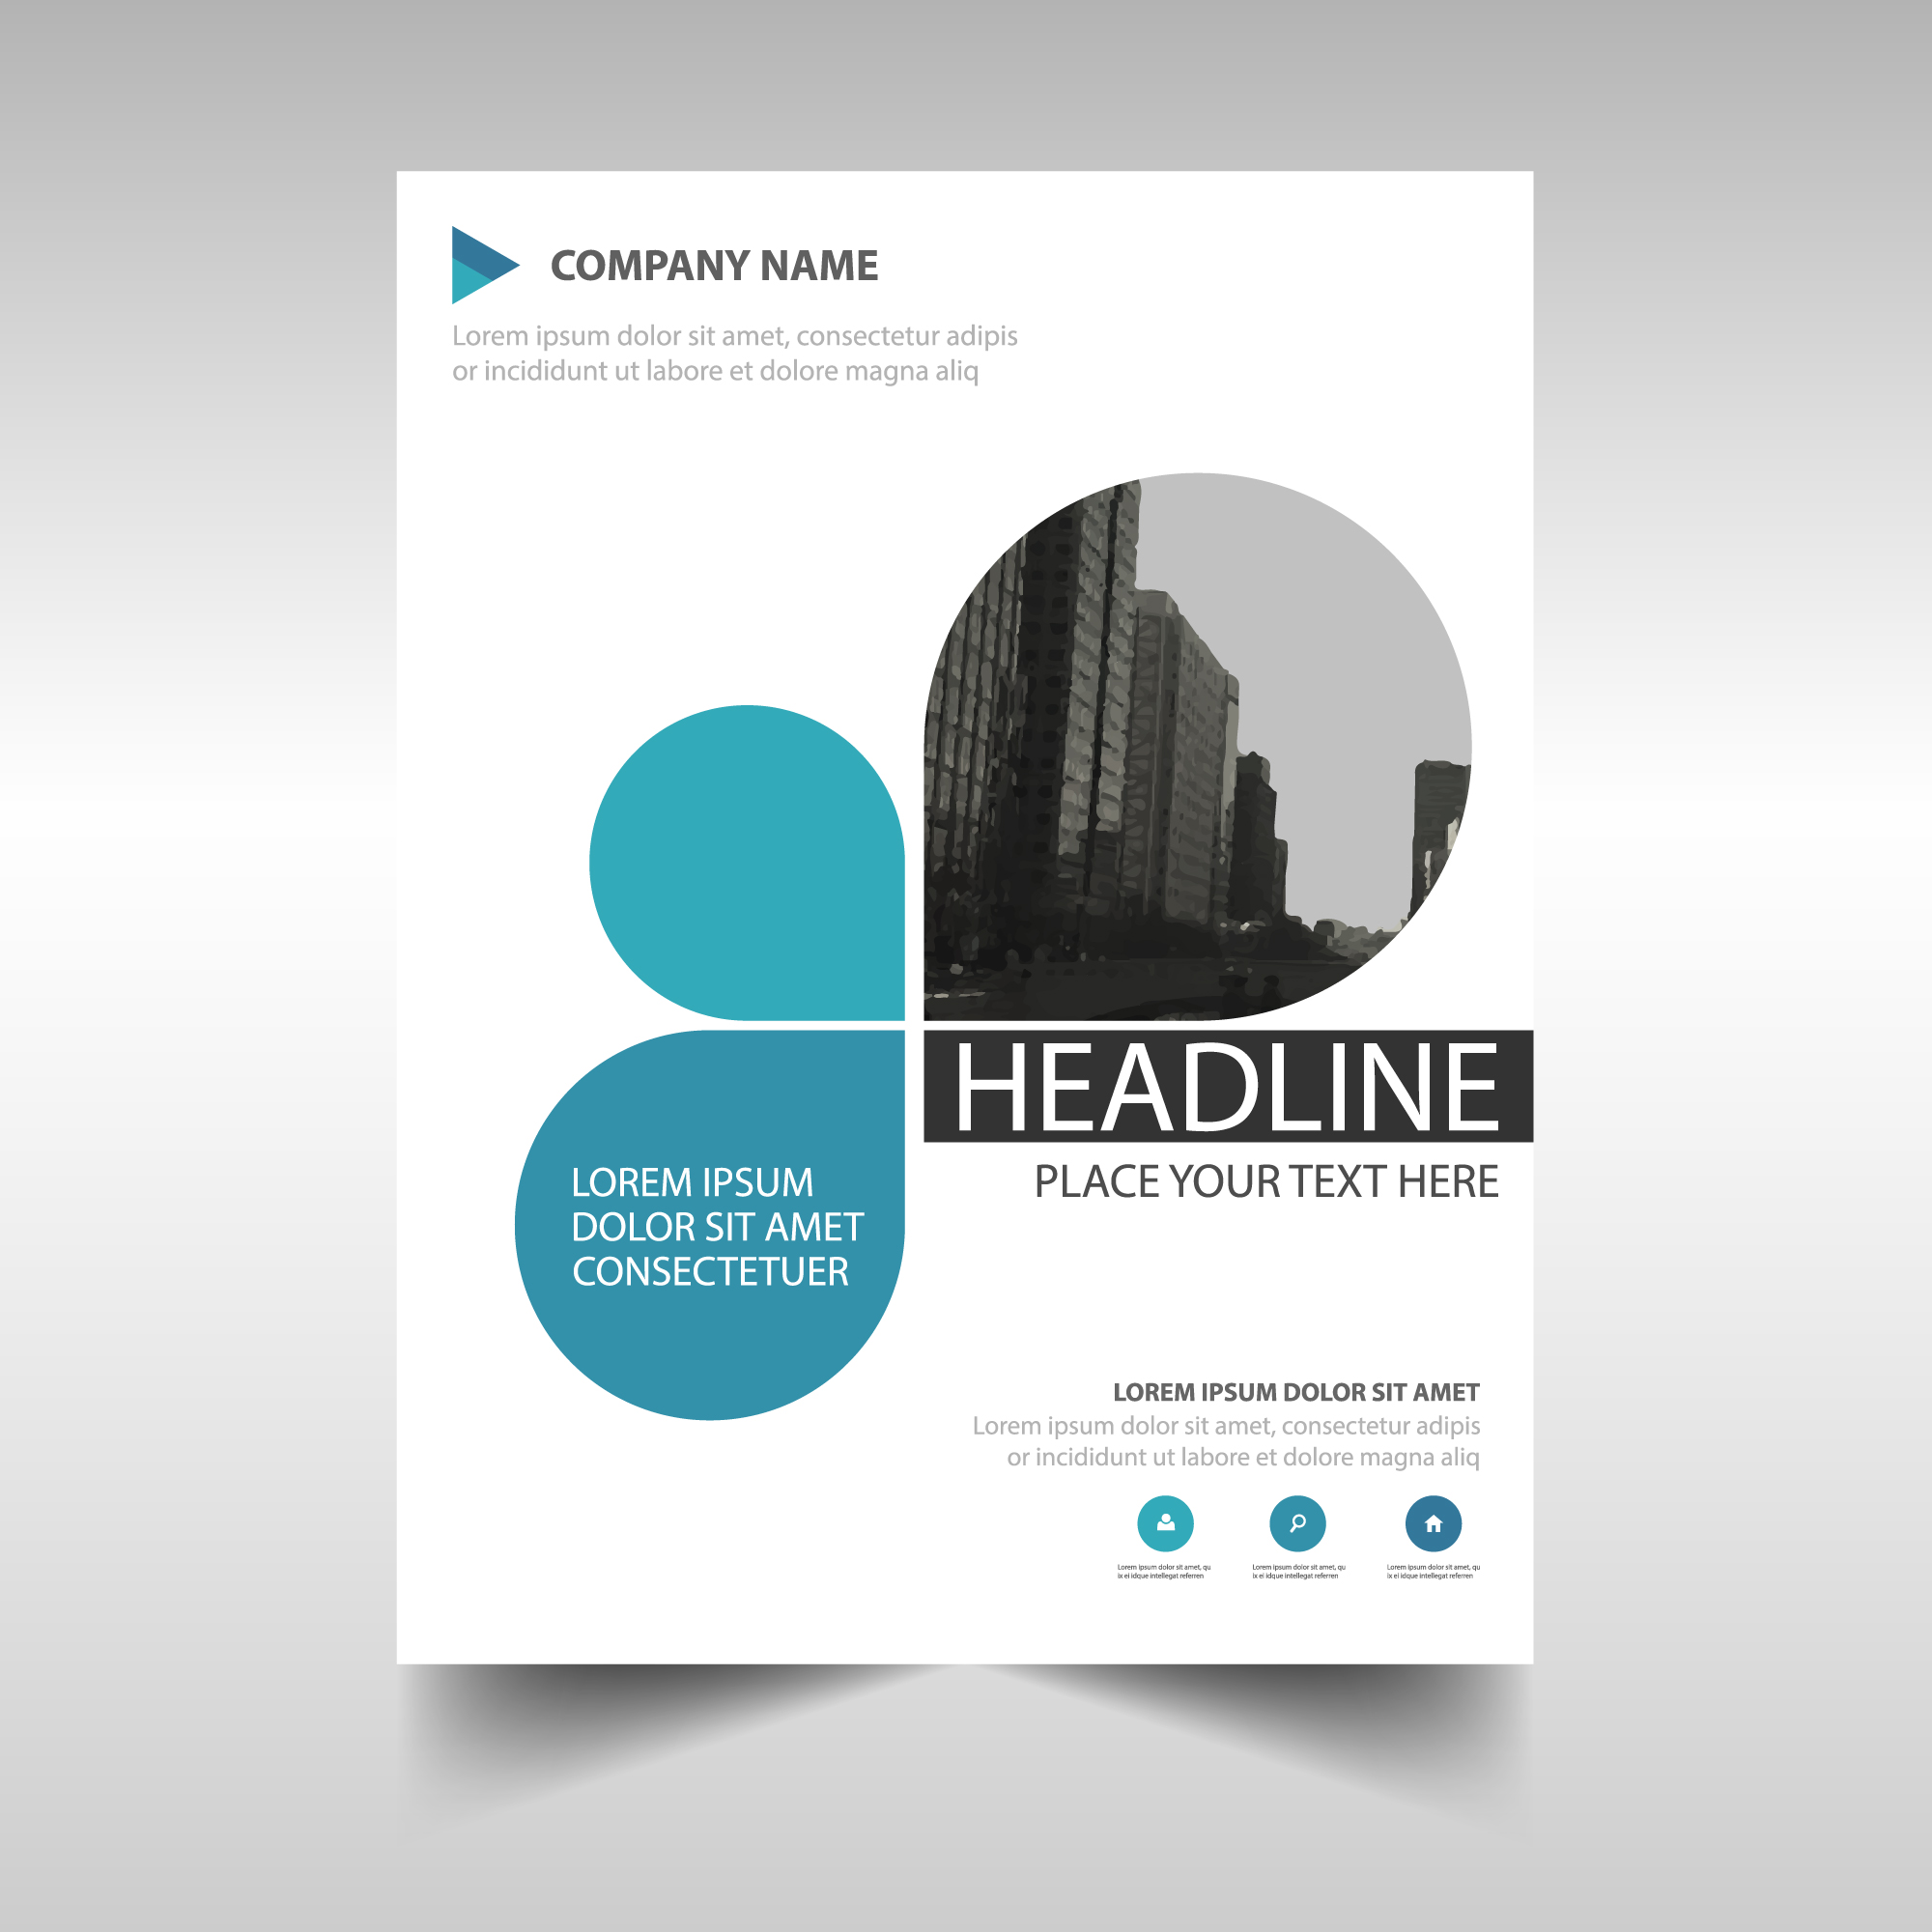 COMPANY NAME
Lorem ipsum dolor sit amet, consectetur adipis
or incididunt ut labore et dolore magna aliq
HEADLINE
PLACE YOUR TEXT HERE
LOREM IPSUM
DOLOR SIT AMET
CONSECTETUER
LOREM IPSUM DOLOR SIT AMET
Lorem ipsum dolor sit amet, consectetur adipis
or incididunt ut labore et dolore magna aliq
Lorem ipsum dolor sit amet, qu
ix ei idque intellegat referren
Lorem ipsum dolor sit amet, qu
ix ei idque intellegat referren
Lorem ipsum dolor sit amet, qu
ix ei idque intellegat referren